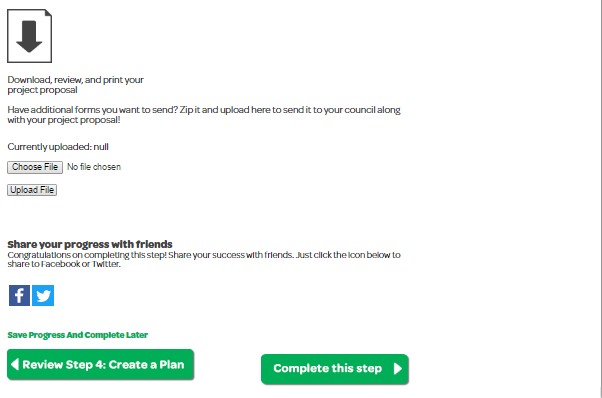 Download, review, and print your
project proposal
Have additional forms you want to send? Zip it and upload here to send it to your council along
with your project proposal!
Currently uploaded: null
Choose File No file chosen
Upload File
Share your progress with friends
Congratulations on completing this step! Share your success with friends. Just click the icon below to
share to Facebook or Twitter.
Save Progress And Complete Later
Review Step 4: Create a Plan
Complete this step